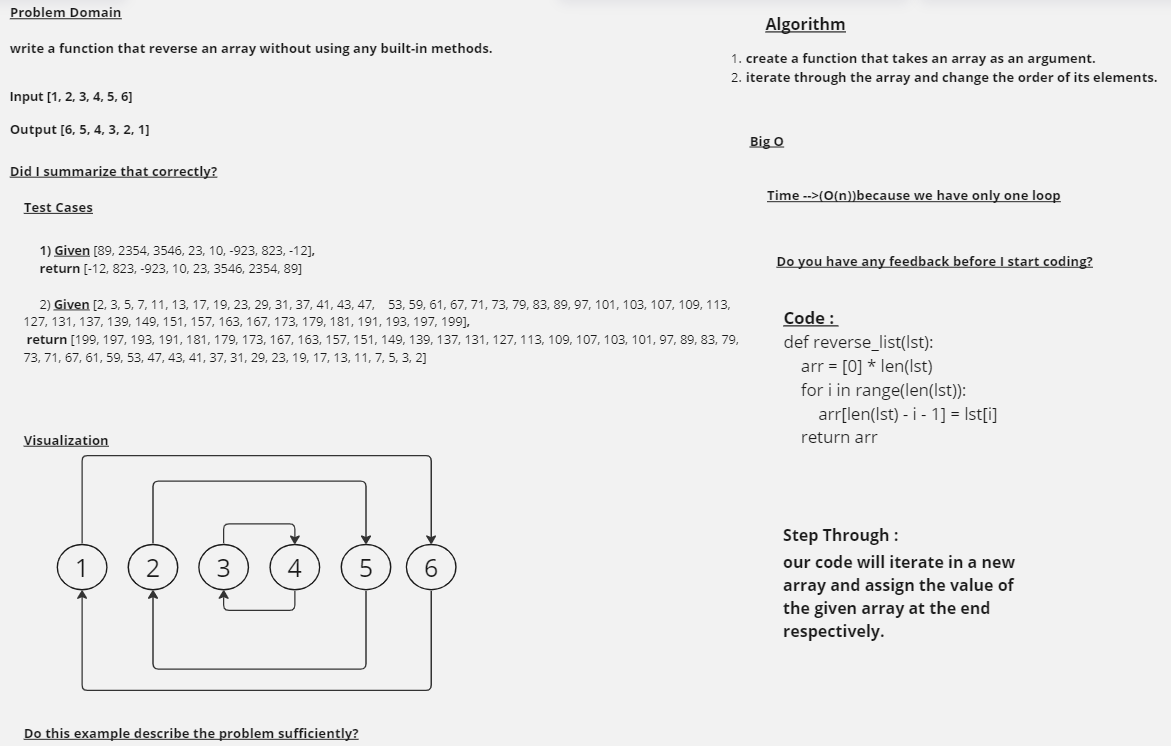 Problem Domain
write a function that reverse an array without using any built-in methods.
Input [1, 2, 3, 4, 5, 6]
Output [6, 5, 4, 3, 2, 1]
Did I summarize that correctly?
Test Cases
1) Given [89, 2354, 3546, 23, 10, -923, 823, -12],
return [-12, 823, -923, 10, 23, 3546, 2354, 89]
2) Given [2, 3, 5, 7, 11, 13, 17, 19, 23, 29, 31, 37, 41, 43, 47, 53, 59, 61, 67, 71, 73, 79, 83, 89, 97, 101, 103, 107, 109, 113,
127, 131, 137, 139, 149, 151, 157, 163, 167, 173, 179, 181, 191, 193, 197, 199],
return [199, 197, 193, 191, 181, 179, 173, 167, 163, 157, 151, 149, 139, 137, 131, 127, 113, 109, 107, 103, 101, 97, 89, 83, 79,
73, 71, 67, 61, 59, 53, 47, 43, 41, 37, 31, 29, 23, 19, 17, 13, 11, 7, 5, 3, 2]
Visualization
1 2 3 4 5 6
Do this example describe the problem sufficiently?
Algorithm
1. create a function that takes an array as an argument.
2. iterate through the array and change the order of its elements.
Big O
Time -->(O(n))because we have only one loop
Do you have any feedback before I start coding?
Code :
def reverse_list(lst):
arr = [0] * len(lst)
for i in range(len(lst)):
arr[len(lst) - i - 1] = lst[i]
return arr
Step Through :
our code will iterate in a new
array and assign the value of
the given array at the end
respectively.